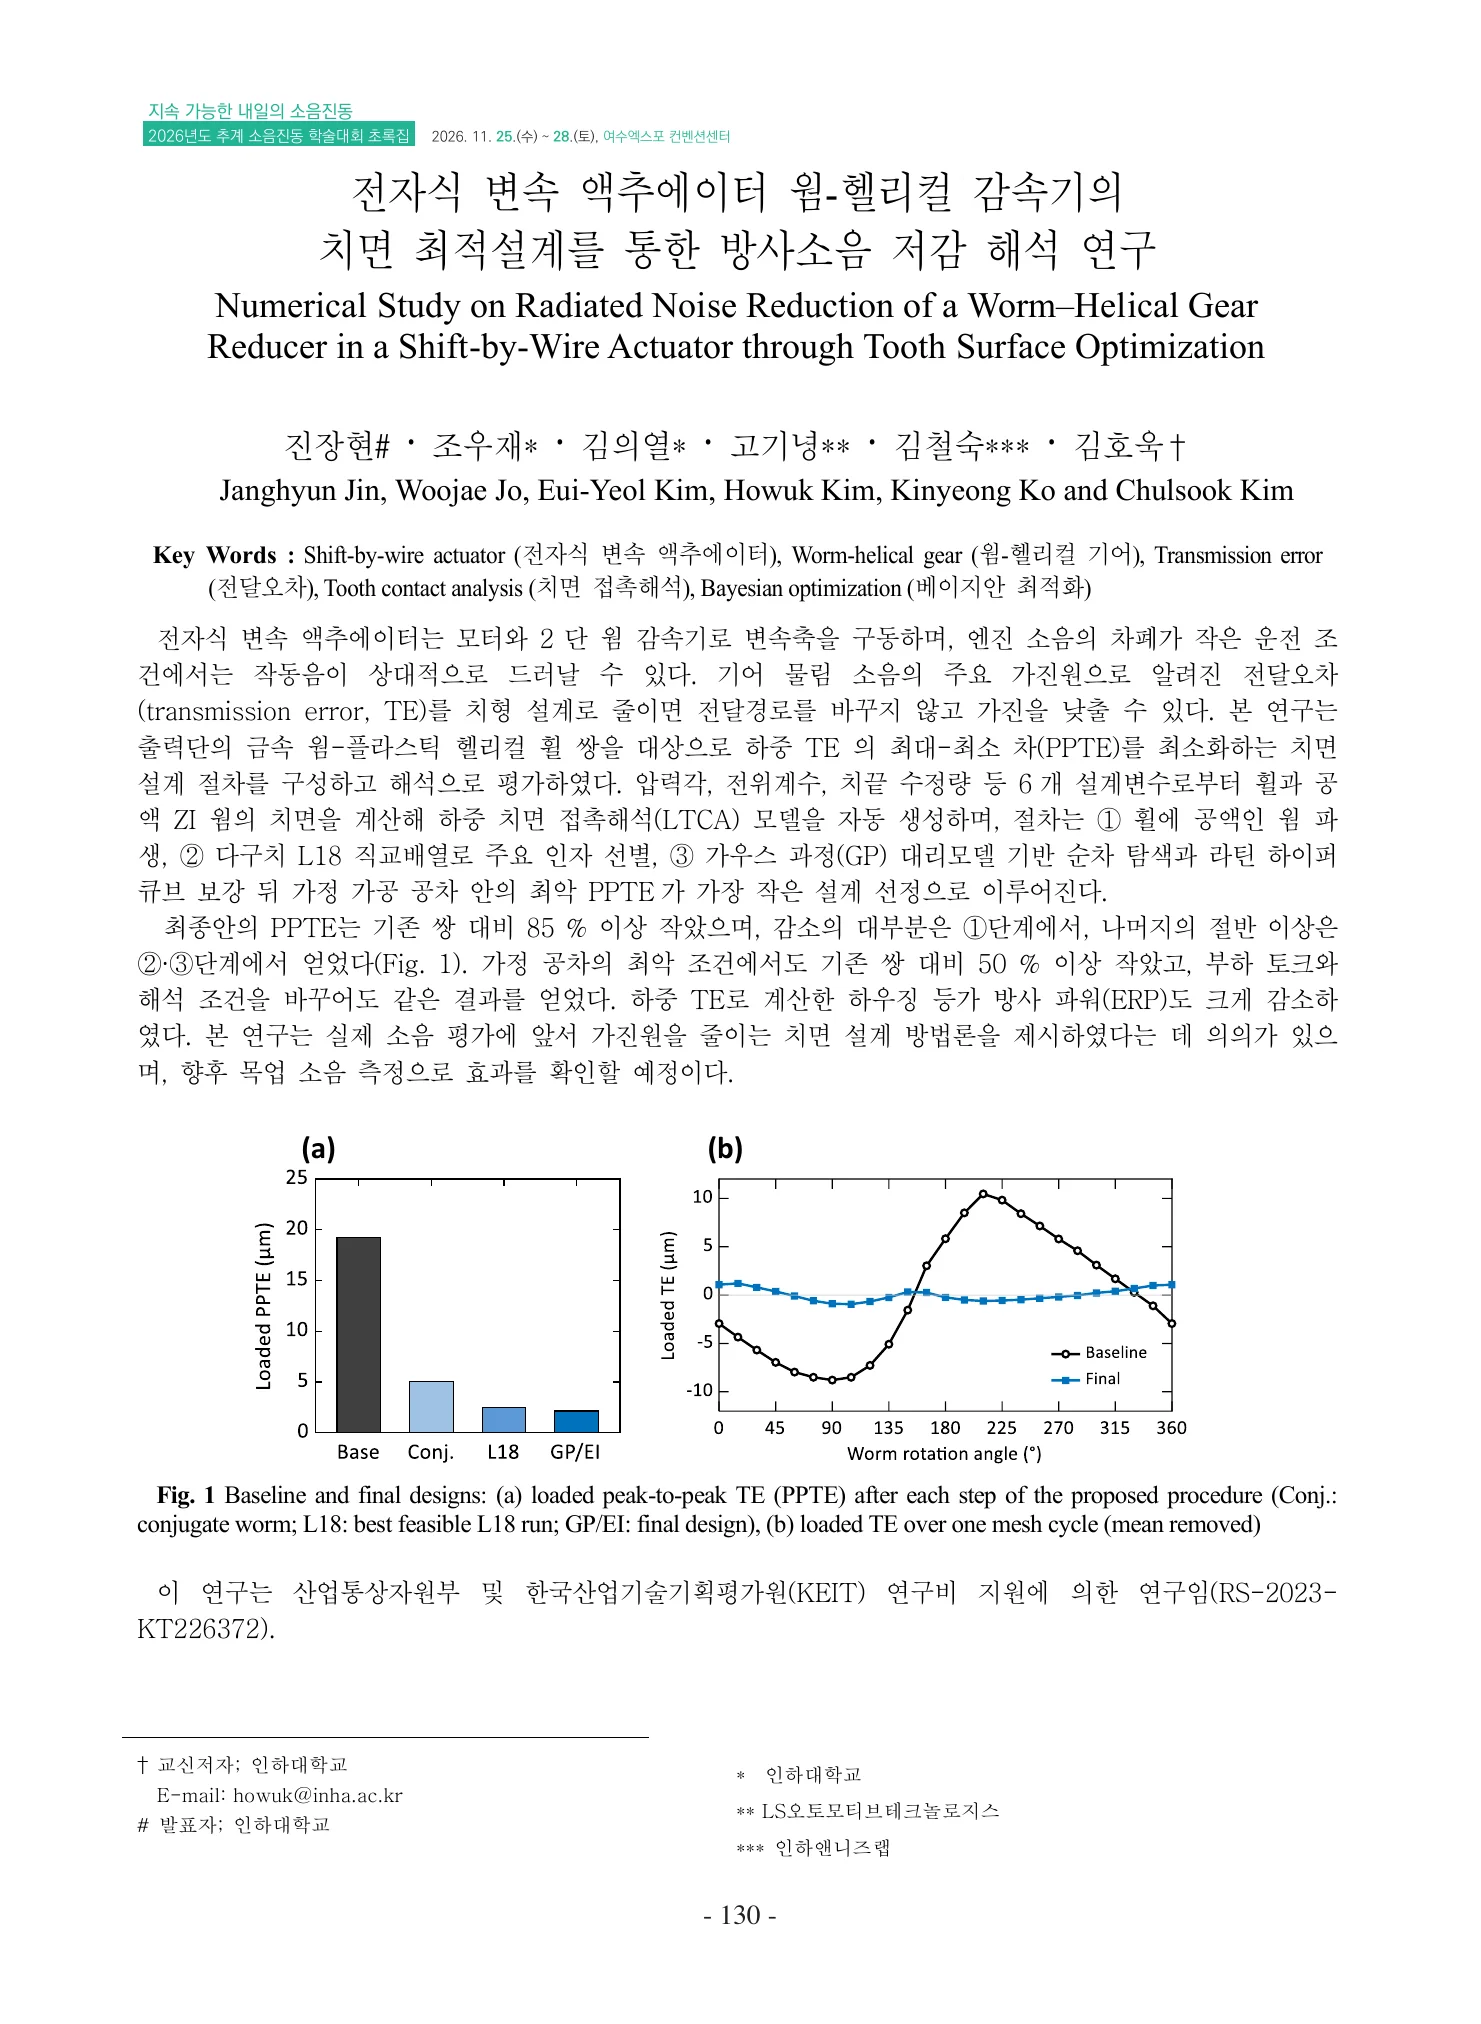 지속 가능한 내일의 소음진동
2026년도 추계 소음진동 학술대회 초록집 2026. 11. 25.(수) ~ 28.(토), 여수엑스포 컨벤션센터
전자식 변속 액추에이터 웜-헬리컬 감속기의
치면 최적설계를 통한 방사소음 저감 해석 연구
Numerical Study on Radiated Noise Reduction of a Worm–Helical Gear
Reducer in a Shift-by-Wire Actuator through Tooth Surface Optimization
진장현# · 조우재* · 김의열* · 고기녕** · 김철숙*** · 김호욱†
Janghyun Jin, Woojae Jo, Eui-Yeol Kim, Howuk Kim, Kinyeong Ko and Chulsook Kim
Key Words : Shift-by-wire actuator (전자식 변속 액추에이터), Worm-helical gear (웜-헬리컬 기어), Transmission error
(전달오차), Tooth contact analysis (치면 접촉해석), Bayesian optimization (베이지안 최적화)
전자식 변속 액추에이터는 모터와 2 단 웜 감속기로 변속축을 구동하며, 엔진 소음의 차폐가 작은 운전 조
건에서는 작동음이 상대적으로 드러날 수 있다. 기어 물림 소음의 주요 가진원으로 알려진 전달오차
(transmission error, TE)를 치형 설계로 줄이면 전달경로를 바꾸지 않고 가진을 낮출 수 있다. 본 연구는
출력단의 금속 웜-플라스틱 헬리컬 휠 쌍을 대상으로 하중 TE 의 최대-최소 차(PPTE)를 최소화하는 치면
설계 절차를 구성하고 해석으로 평가하였다. 압력각, 전위계수, 치끝 수정량 등 6 개 설계변수로부터 휠과 공
액 ZI 웜의 치면을 계산해 하중 치면 접촉해석(LTCA) 모델을 자동 생성하며, 절차는 ① 휠에 공액인 웜 파
생, ② 다구치 L18 직교배열로 주요 인자 선별, ③ 가우스 과정(GP) 대리모델 기반 순차 탐색과 라틴 하이퍼
큐브 보강 뒤 가정 가공 공차 안의 최악 PPTE 가 가장 작은 설계 선정으로 이루어진다.
최종안의 PPTE는 기존 쌍 대비 85 % 이상 작았으며, 감소의 대부분은 ①단계에서, 나머지의 절반 이상은
②·③단계에서 얻었다(Fig. 1). 가정 공차의 최악 조건에서도 기존 쌍 대비 50 % 이상 작았고, 부하 토크와
해석 조건을 바꾸어도 같은 결과를 얻었다. 하중 TE로 계산한 하우징 등가 방사 파워(ERP)도 크게 감소하
였다. 본 연구는 실제 소음 평가에 앞서 가진원을 줄이는 치면 설계 방법론을 제시하였다는 데 의의가 있으
며, 향후 목업 소음 측정으로 효과를 확인할 예정이다.
(a)
25
20
15
10
5
0
Loaded PPTE (µm)
Base Conj. L18 GP/EI
(b)
10
5
0
-5
-10
Loaded TE (µm)
Baseline
Final
0 45 90 135 180 225 270 315 360
Worm rotation angle (°)
Fig. 1 Baseline and final designs: (a) loaded peak-to-peak TE (PPTE) after each step of the proposed procedure (Conj.:
conjugate worm; L18: best feasible L18 run; GP/EI: final design), (b) loaded TE over one mesh cycle (mean removed)
이 연구는 산업통상자원부 및 한국산업기술기획평가원(KEIT) 연구비 지원에 의한 연구임(RS-2023-
KT226372).
† 교신저자; 인하대학교
E-mail: howuk@inha.ac.kr
# 발표자; 인하대학교
* 인하대학교
** LS오토모티브테크놀로지스
*** 인하앤니즈랩
- 130 -